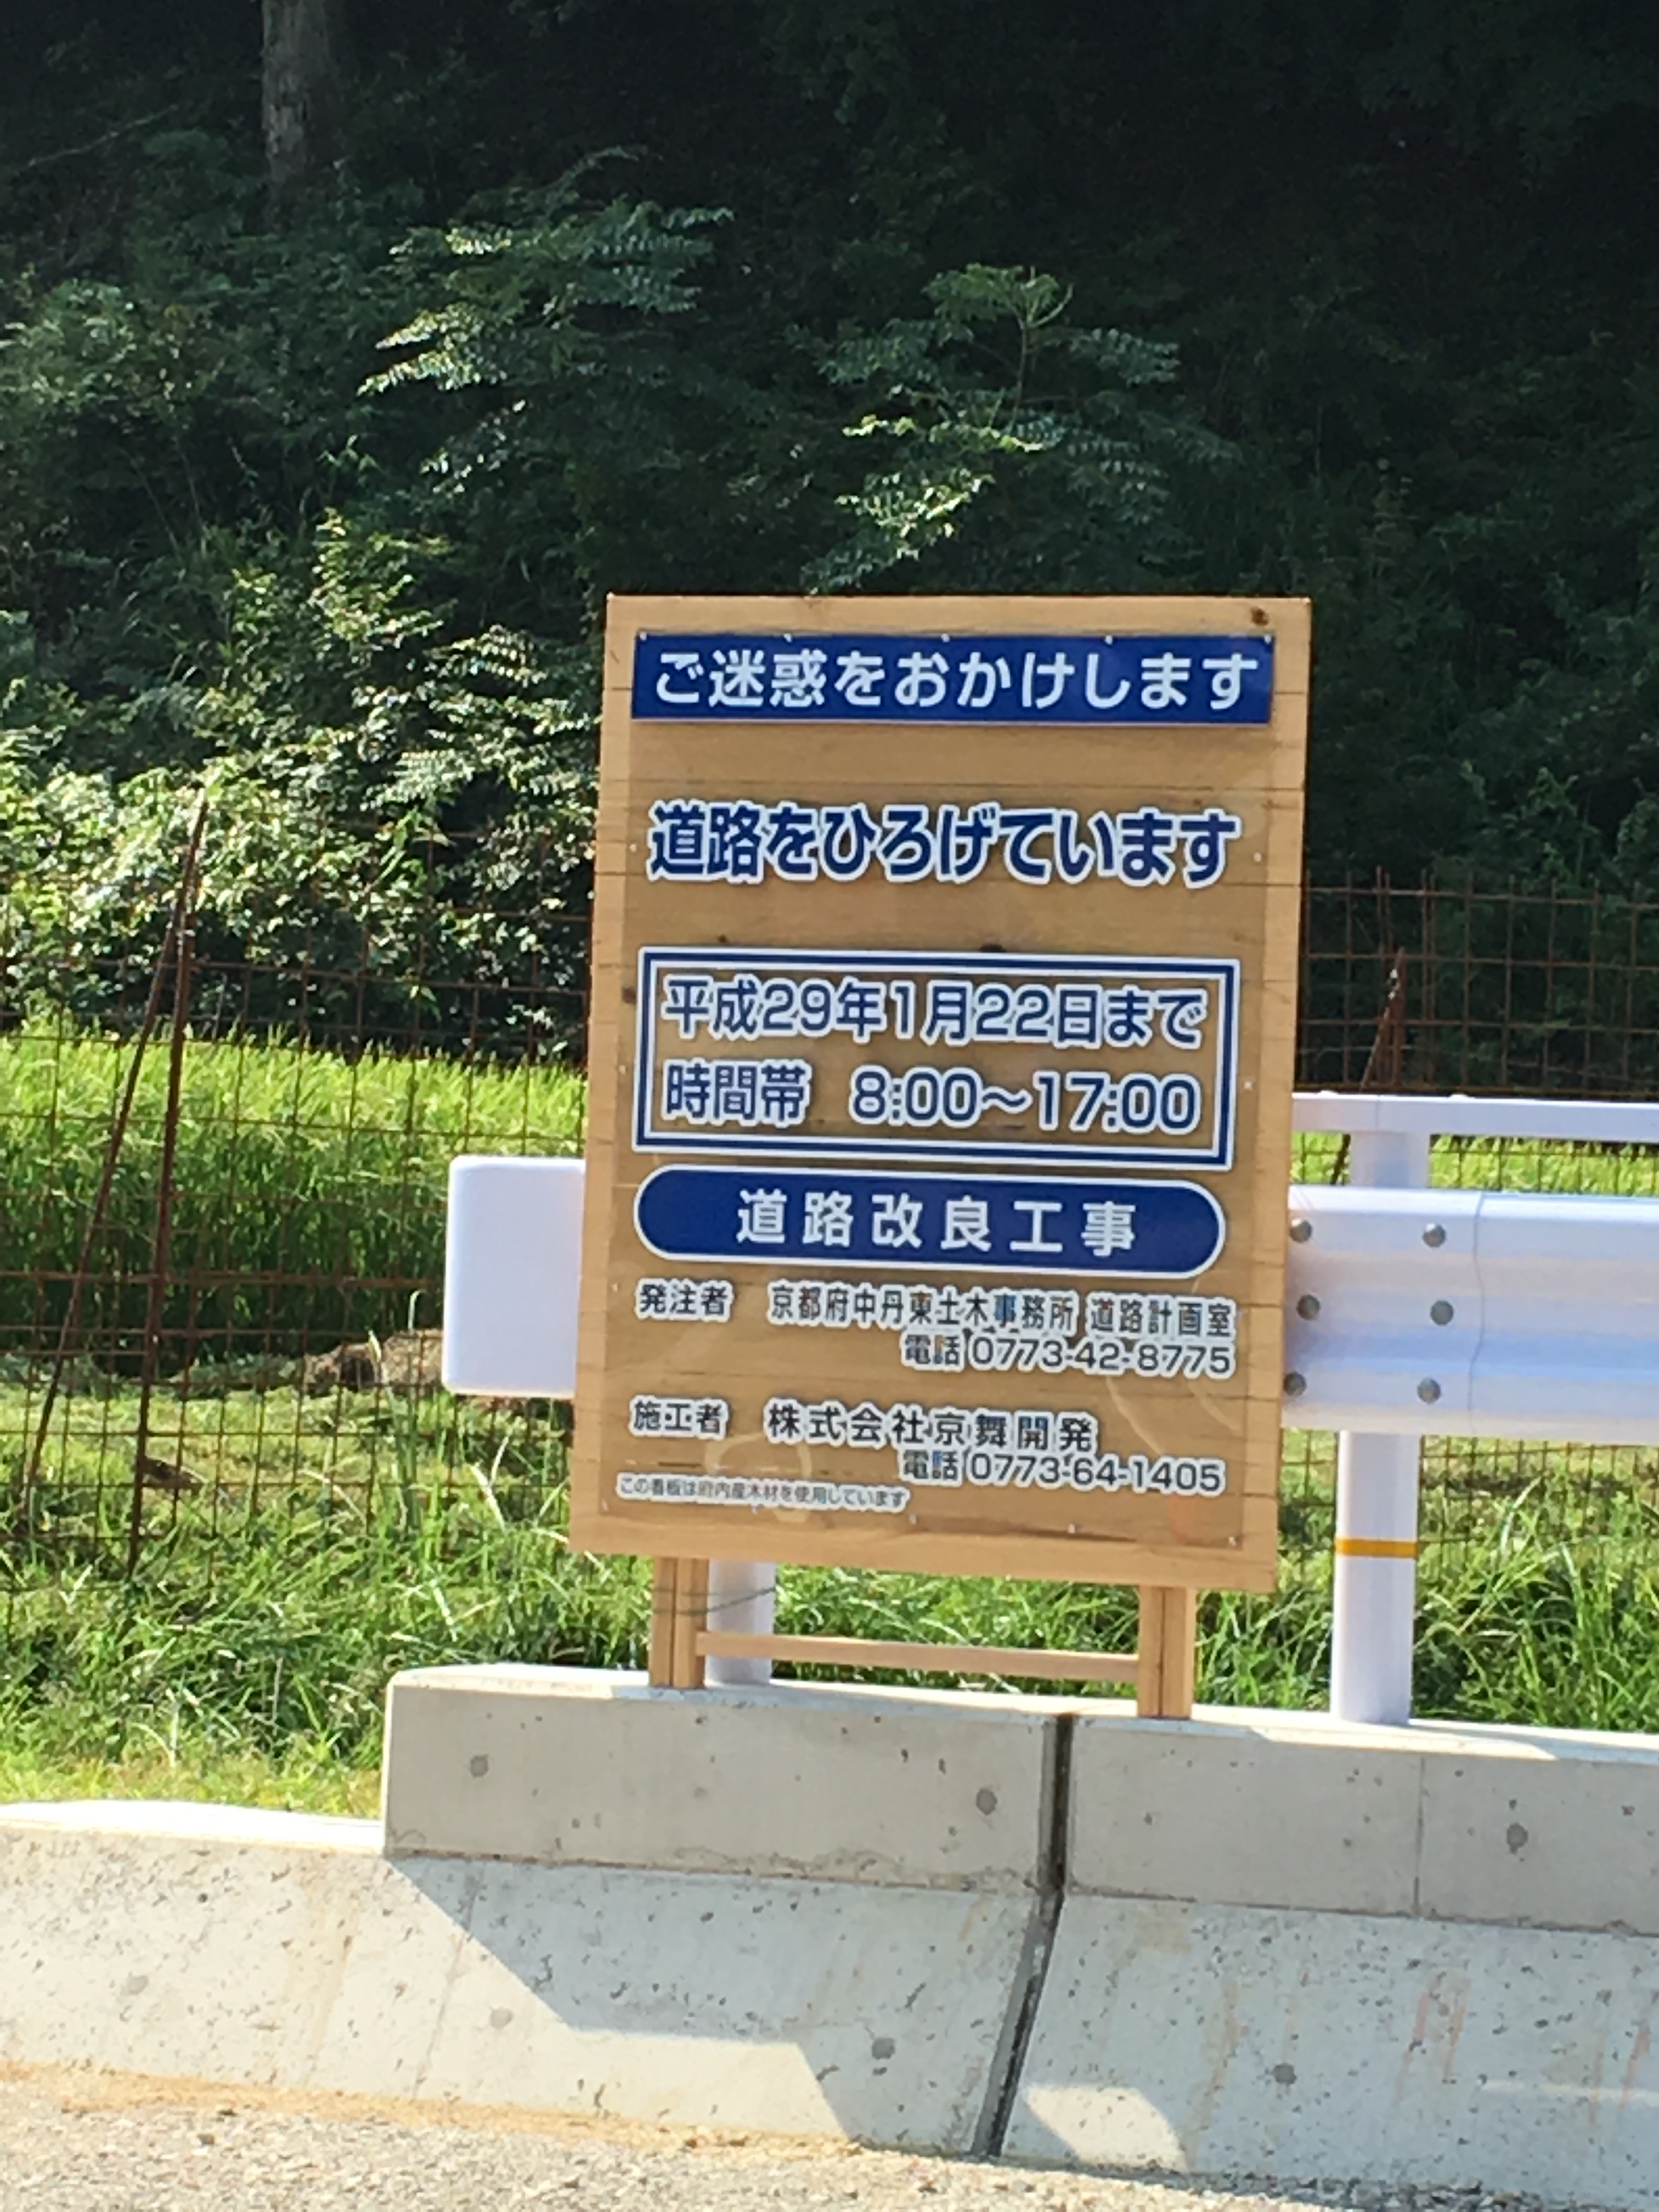 ご迷惑をおかけします
道路をひろげています
平成29年1月22日まで
時間帯 8:00～17:00
道路改良工事
発注者 京都府中丹東土木事務所 道路計画室
電話 0773-42-8775
施工者 株式会社京舞開発
電話 0773-64-1405
この看板は府内産木材を使用しています